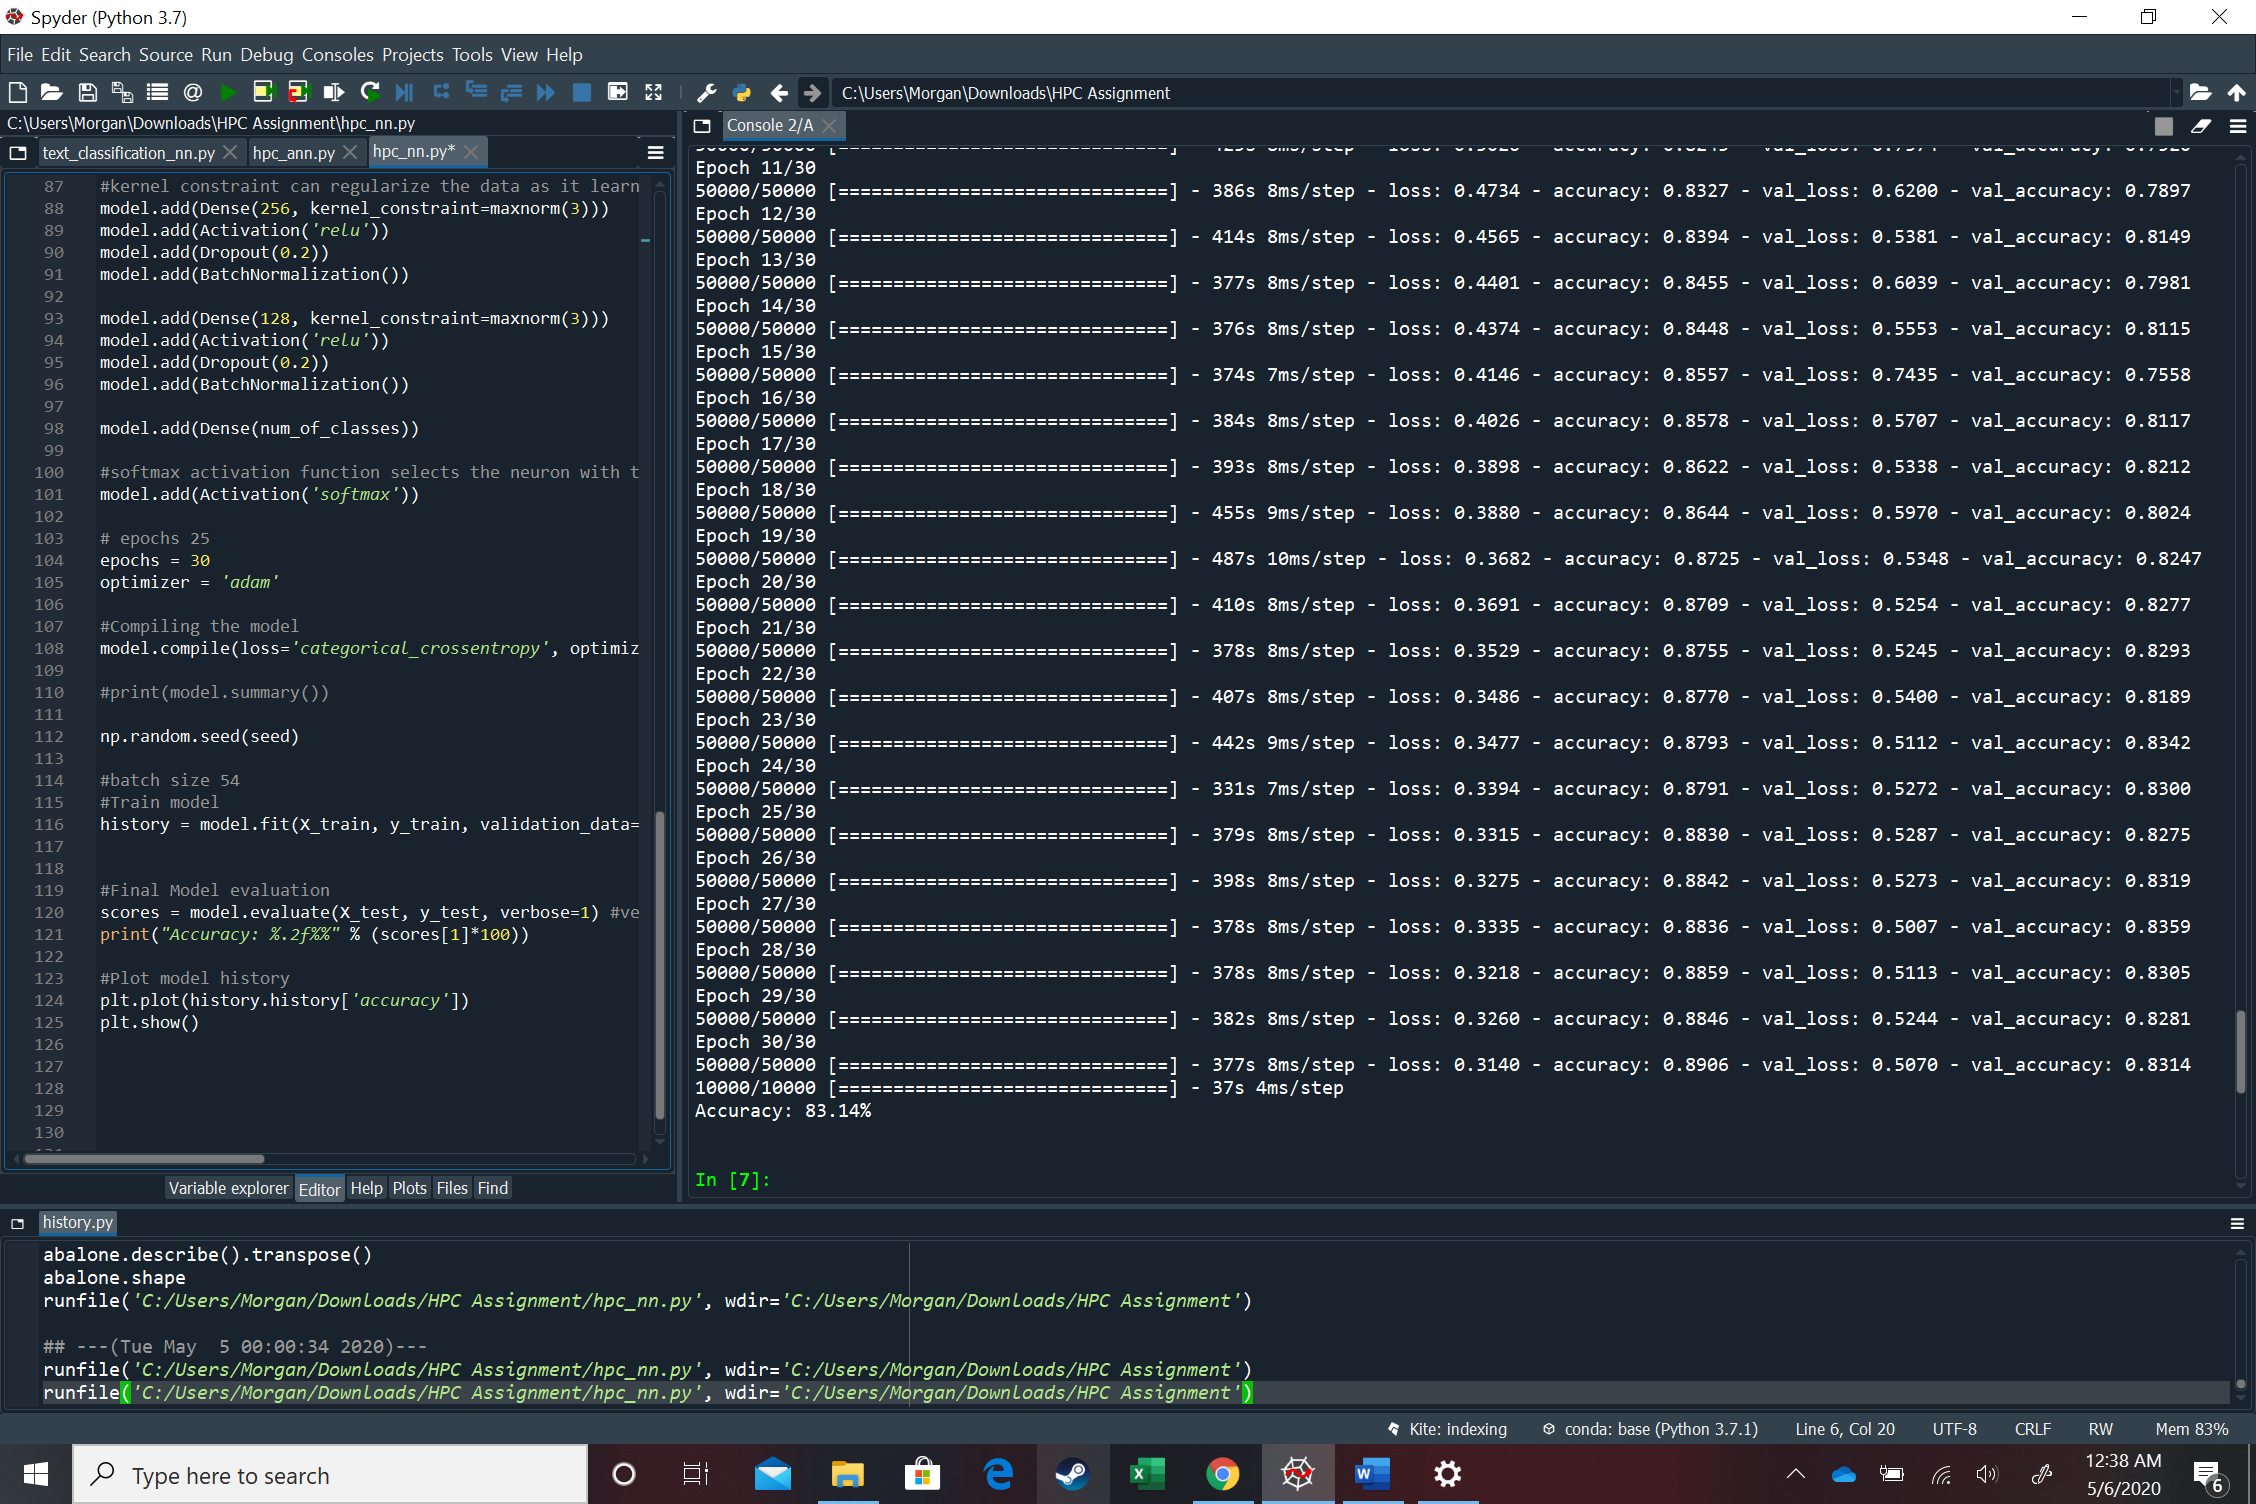 Spyder (Python 3.7)
File Edit Search Source Run Debug Consoles Projects Tools View Help
C:\Users\Morgan\Downloads\HPC Assignment
C:\Users\Morgan\Downloads\HPC Assignment\hpc_nn.py
text_classification_nn.py hpc_ann.py hpc_nn.py*
87 #kernel constraint can regularize the data as it learn
88 model.add(Dense(256, kernel_constraint=maxnorm(3)))
89 model.add(Activation('relu'))
90 model.add(Dropout(0.2))
91 model.add(BatchNormalization())
92
93 model.add(Dense(128, kernel_constraint=maxnorm(3)))
94 model.add(Activation('relu'))
95 model.add(Dropout(0.2))
96 model.add(BatchNormalization())
97
98 model.add(Dense(num_of_classes))
99
100 #softmax activation function selects the neuron with t
101 model.add(Activation('softmax'))
102
103 # epochs 25
104 epochs = 30
105 optimizer = 'adam'
106
107 #Compiling the model
108 model.compile(loss='categorical_crossentropy', optimiz
109
110 #print(model.summary())
111
112 np.random.seed(seed)
113
114 #batch size 54
115 #Train model
116 history = model.fit(X_train, y_train, validation_data=
117
118
119 #Final Model evaluation
120 scores = model.evaluate(X_test, y_test, verbose=1) #ve
121 print("Accuracy: %.2f%%" % (scores[1]*100))
122
123 #Plot model history
124 plt.plot(history.history['accuracy'])
125 plt.show()
126
127
128
129
130
Variable explorer Editor Help Plots Files Find
Console 2/A
Epoch 11/30
50000/50000 [==============================] - 386s 8ms/step - loss: 0.4734 - accuracy: 0.8327 - val_loss: 0.6200 - val_accuracy: 0.7897
Epoch 12/30
50000/50000 [==============================] - 414s 8ms/step - loss: 0.4565 - accuracy: 0.8394 - val_loss: 0.5381 - val_accuracy: 0.8149
Epoch 13/30
50000/50000 [==============================] - 377s 8ms/step - loss: 0.4401 - accuracy: 0.8455 - val_loss: 0.6039 - val_accuracy: 0.7981
Epoch 14/30
50000/50000 [==============================] - 376s 8ms/step - loss: 0.4374 - accuracy: 0.8448 - val_loss: 0.5553 - val_accuracy: 0.8115
Epoch 15/30
50000/50000 [==============================] - 374s 7ms/step - loss: 0.4146 - accuracy: 0.8557 - val_loss: 0.7435 - val_accuracy: 0.7558
Epoch 16/30
50000/50000 [==============================] - 384s 8ms/step - loss: 0.4026 - accuracy: 0.8578 - val_loss: 0.5707 - val_accuracy: 0.8117
Epoch 17/30
50000/50000 [==============================] - 393s 8ms/step - loss: 0.3898 - accuracy: 0.8622 - val_loss: 0.5338 - val_accuracy: 0.8212
Epoch 18/30
50000/50000 [==============================] - 455s 9ms/step - loss: 0.3880 - accuracy: 0.8644 - val_loss: 0.5970 - val_accuracy: 0.8024
Epoch 19/30
50000/50000 [==============================] - 487s 10ms/step - loss: 0.3682 - accuracy: 0.8725 - val_loss: 0.5348 - val_accuracy: 0.8247
Epoch 20/30
50000/50000 [==============================] - 410s 8ms/step - loss: 0.3691 - accuracy: 0.8709 - val_loss: 0.5254 - val_accuracy: 0.8277
Epoch 21/30
50000/50000 [==============================] - 378s 8ms/step - loss: 0.3529 - accuracy: 0.8755 - val_loss: 0.5245 - val_accuracy: 0.8293
Epoch 22/30
50000/50000 [==============================] - 407s 8ms/step - loss: 0.3486 - accuracy: 0.8770 - val_loss: 0.5400 - val_accuracy: 0.8189
Epoch 23/30
50000/50000 [==============================] - 442s 9ms/step - loss: 0.3477 - accuracy: 0.8793 - val_loss: 0.5112 - val_accuracy: 0.8342
Epoch 24/30
50000/50000 [==============================] - 331s 7ms/step - loss: 0.3394 - accuracy: 0.8791 - val_loss: 0.5272 - val_accuracy: 0.8300
Epoch 25/30
50000/50000 [==============================] - 379s 8ms/step - loss: 0.3315 - accuracy: 0.8830 - val_loss: 0.5287 - val_accuracy: 0.8275
Epoch 26/30
50000/50000 [==============================] - 398s 8ms/step - loss: 0.3275 - accuracy: 0.8842 - val_loss: 0.5273 - val_accuracy: 0.8319
Epoch 27/30
50000/50000 [==============================] - 378s 8ms/step - loss: 0.3335 - accuracy: 0.8836 - val_loss: 0.5007 - val_accuracy: 0.8359
Epoch 28/30
50000/50000 [==============================] - 378s 8ms/step - loss: 0.3218 - accuracy: 0.8859 - val_loss: 0.5113 - val_accuracy: 0.8305
Epoch 29/30
50000/50000 [==============================] - 382s 8ms/step - loss: 0.3260 - accuracy: 0.8846 - val_loss: 0.5244 - val_accuracy: 0.8281
Epoch 30/30
50000/50000 [==============================] - 377s 8ms/step - loss: 0.3140 - accuracy: 0.8906 - val_loss: 0.5070 - val_accuracy: 0.8314
10000/10000 [==============================] - 37s 4ms/step
Accuracy: 83.14%
In [7]:
history.py
abalone.describe().transpose()
abalone.shape
runfile('C:/Users/Morgan/Downloads/HPC Assignment/hpc_nn.py', wdir='C:/Users/Morgan/Downloads/HPC Assignment')
## ---(Tue May  5 00:00:34 2020)---
runfile('C:/Users/Morgan/Downloads/HPC Assignment/hpc_nn.py', wdir='C:/Users/Morgan/Downloads/HPC Assignment')
runfile('C:/Users/Morgan/Downloads/HPC Assignment/hpc_nn.py', wdir='C:/Users/Morgan/Downloads/HPC Assignment')
Kite: indexing conda: base (Python 3.7.1) Line 6, Col 20 UTF-8 CRLF RW Mem 83%
Type here to search
12:38 AM
5/6/2020
6